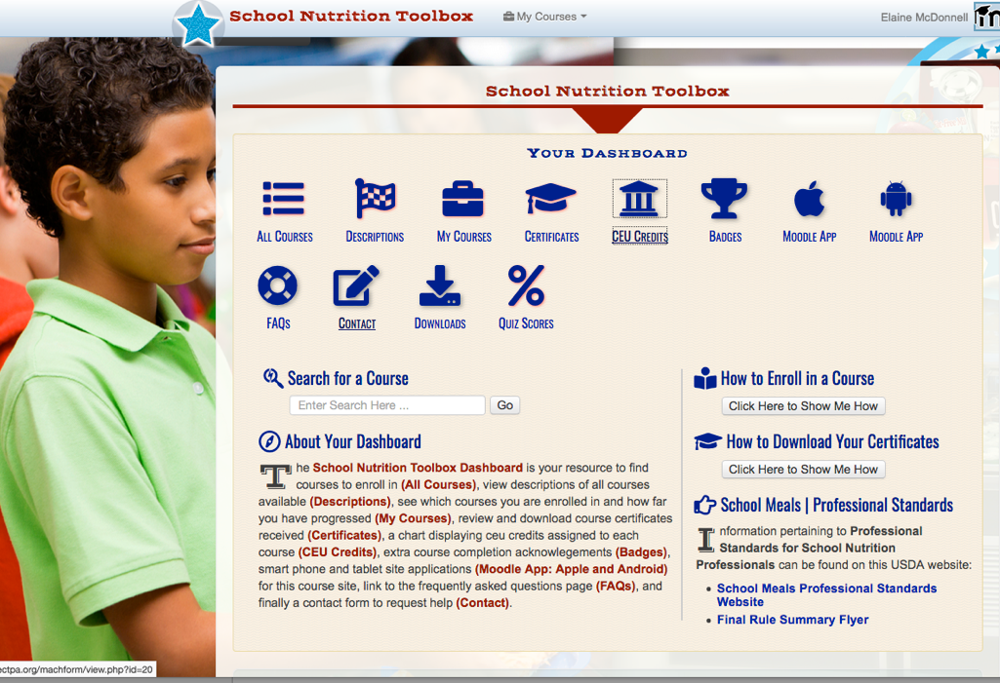 School Nutrition Toolbox
My Courses
Elaine McDonnell
School Nutrition Toolbox
Your Dashboard
All Courses
Descriptions
My Courses
Certificates
CEU Credits
Badges
Moodle App
Moodle App
FAQs
Contact
Downloads
Quiz Scores
Search for a Course
Enter Search Here ...
Go
About Your Dashboard
The School Nutrition Toolbox Dashboard is your resource to find
courses to enroll in (All Courses), view descriptions of all courses
available (Descriptions), see which courses you are enrolled in and how far
you have progressed (My Courses), review and download course certificates
received (Certificates), a chart displaying ceu credits assigned to each
course (CEU Credits), extra course completion acknowlegements (Badges),
smart phone and tablet site applications (Moodle App: Apple and Android)
for this course site, link to the frequently asked questions page (FAQs), and
finally a contact form to request help (Contact).
How to Enroll in a Course
Click Here to Show Me How
How to Download Your Certificates
Click Here to Show Me How
School Meals | Professional Standards
Information pertaining to Professional
Standards for School Nutrition
Professionals can be found on this USDA website:
• School Meals Professional Standards
Website
• Final Rule Summary Flyer
ectpa.org/machform/view.php?id=20